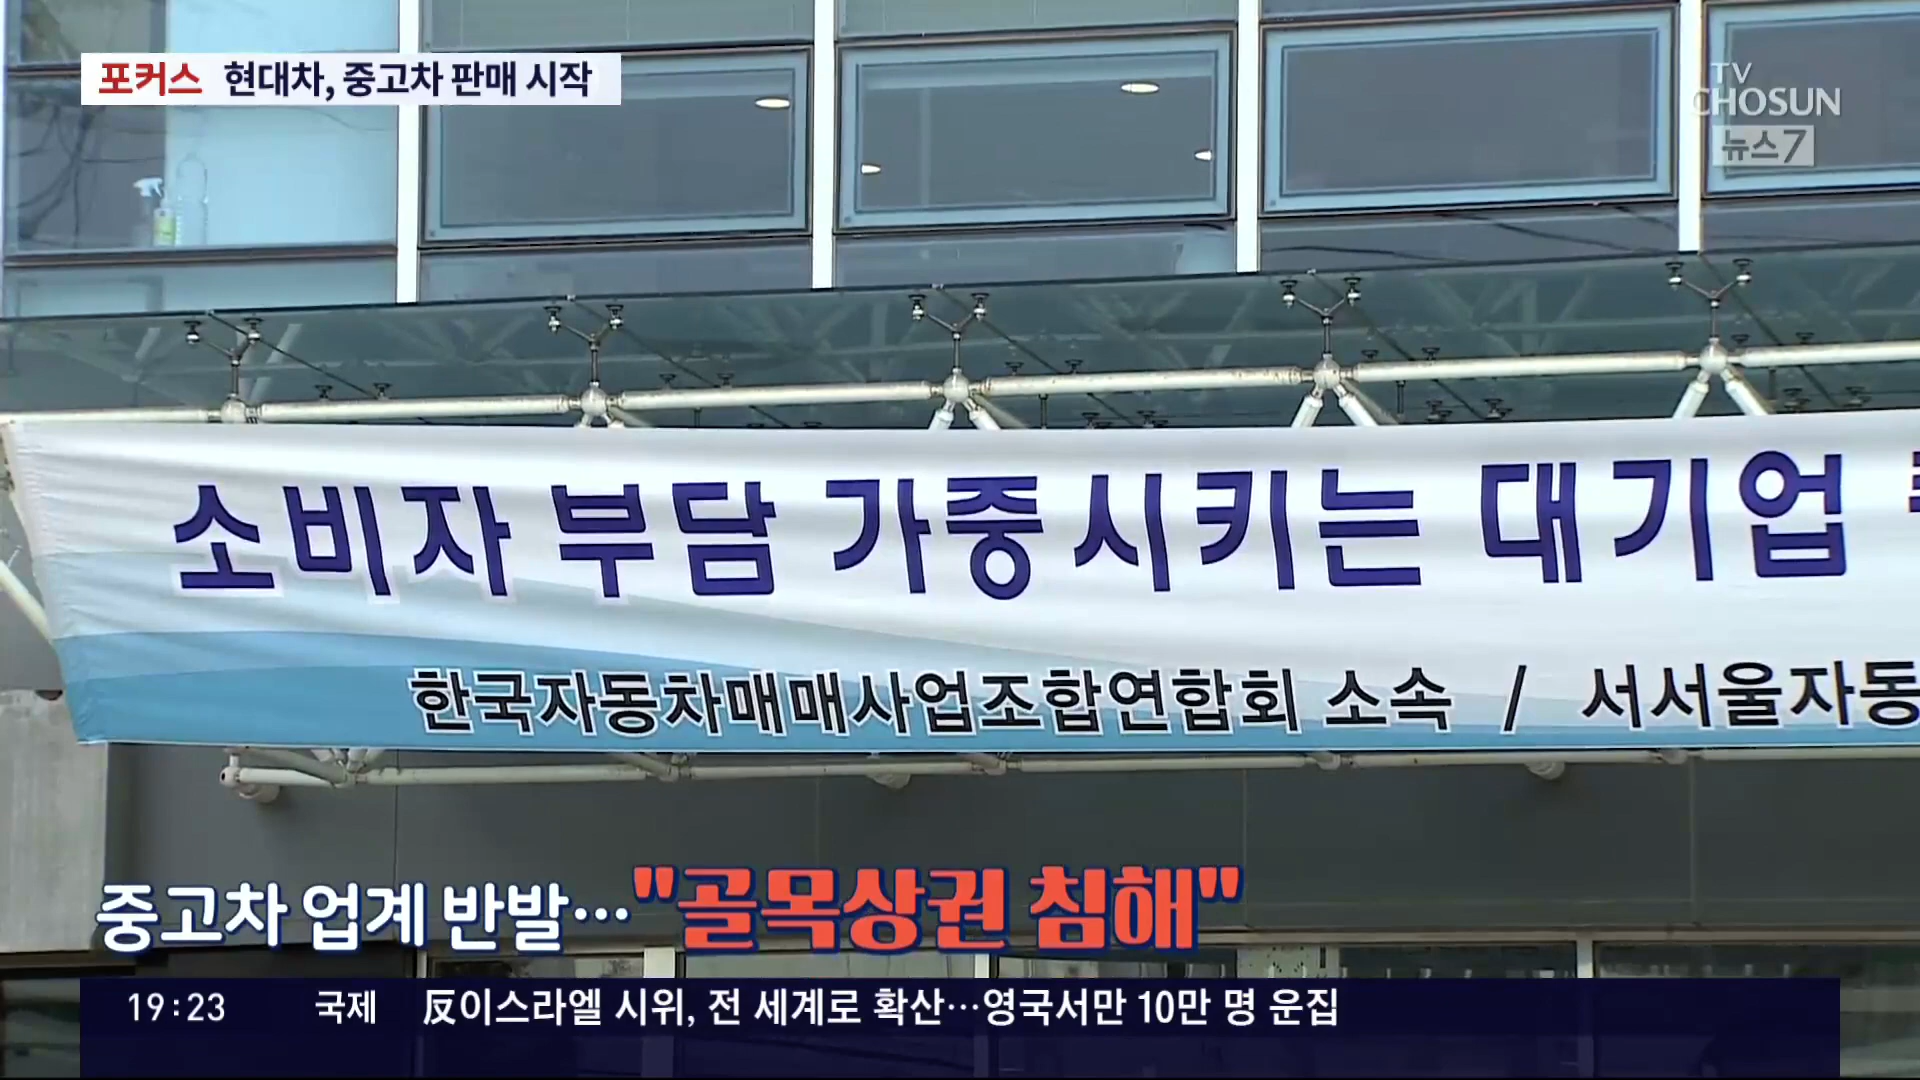 포커스 현대차, 중고차 판매 시작
TV CHOSUN
뉴스7
소비자 부담 가중시키는 대기업
한국자동차매매사업조합연합회 소속 / 서서울자동
중고차 업계 반발…"골목상권 침해"
19:23 국제 反이스라엘 시위, 전 세계로 확산…영국서만 10만 명 운집